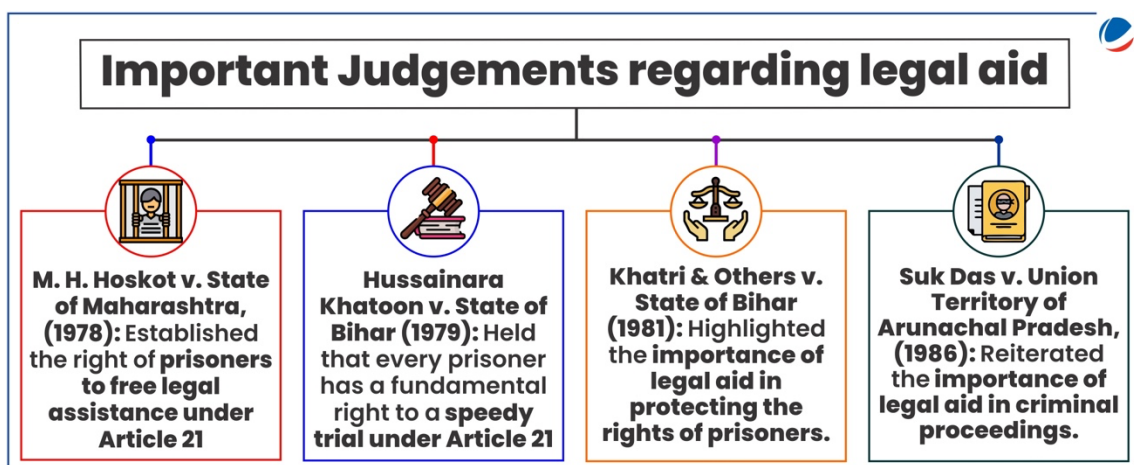 Important Judgements regarding legal aid
M. H. Hoskot v. State
of Maharashtra,
(1978): Established
the right of prisoners
to free legal
assistance under
Article 21
Hussainara
Khatoon v. State of
Bihar (1979): Held
that every prisoner
has a fundamental
right to a speedy
trial under Article 21
Khatri & Others v.
State of Bihar
(1981): Highlighted
the importance of
legal aid in
protecting the
rights of prisoners.
Suk Das v. Union
Territory of
Arunachal Pradesh,
(1986): Reiterated
the importance of
legal aid in criminal
proceedings.